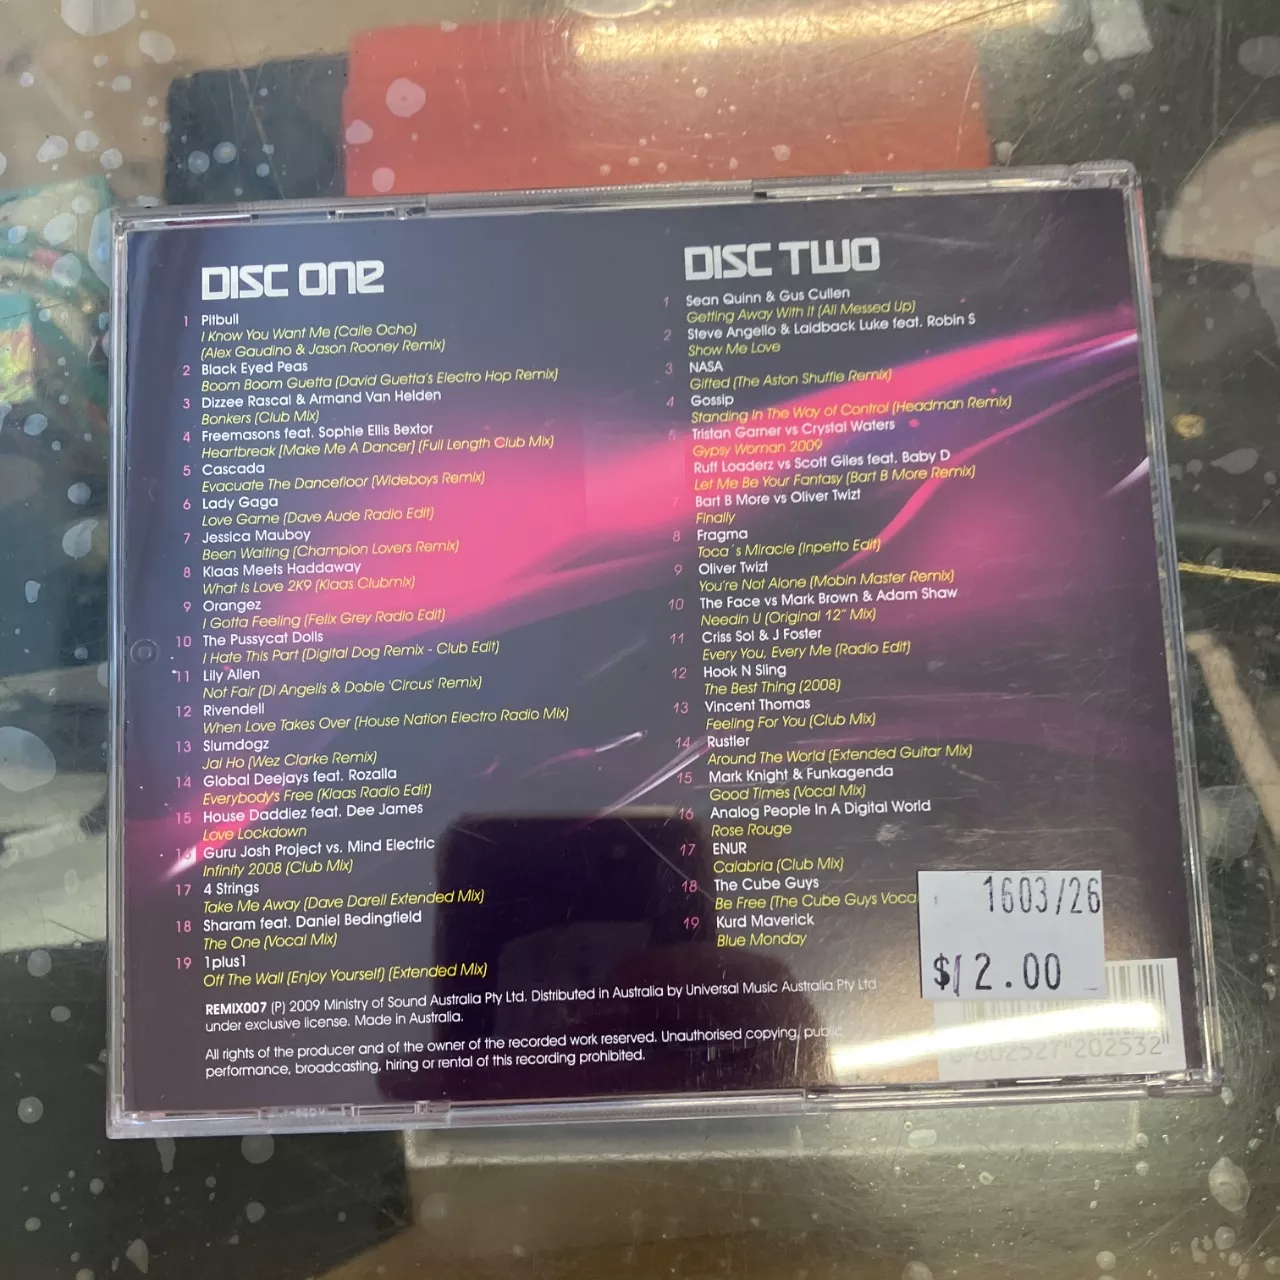 DISC ONE
1 Pitbull
I Know You Want Me (Calle Ocho)
(Alex Gaudino & Jason Rooney Remix)
2 Black Eyed Peas
Boom Boom Guetta (David Guetta's Electro Hop Remix)
3 Dizzee Rascal & Armand Van Helden
Bonkers (Club Mix)
4 Freemasons feat. Sophie Ellis Bextor
Heartbreak [Make Me A Dancer] (Full Length Club Mix)
5 Cascada
Evacuate The Dancefloor (Wideboys Remix)
6 Lady Gaga
Love Game (Dave Aude Radio Edit)
7 Jessica Mauboy
Been Waiting (Champion Lovers Remix)
8 Klaas Meets Haddaway
What Is Love 2K9 (Klaas Clubmix)
9 Orangez
I Gotta Feeling (Felix Grey Radio Edit)
10 The Pussycat Dolls
I Hate This Part (Digital Dog Remix - Club Edit)
11 Lily Allen
Not Fair (Di Angelis & Dobie 'Circus' Remix)
12 Rivendell
When Love Takes Over (House Nation Electro Radio Mix)
13 Slumdogz
Jai Ho (Wez Clarke Remix)
14 Global Deejays feat. Rozalla
Everybody's Free (Klaas Radio Edit)
15 House Daddiez feat. Dee James
Love Lockdown
16 Guru Josh Project vs. Mind Electric
Infinity 2008 (Club Mix)
17 4 Strings
Take Me Away (Dave Darell Extended Mix)
18 Sharam feat. Daniel Bedingfield
The One (Vocal Mix)
19 1plus1
Off The Wall (Enjoy Yourself) (Extended Mix)
DISC TWO
1 Sean Quinn & Gus Cullen
Getting Away With It (All Messed Up)
2 Steve Angello & Laidback Luke feat. Robin S
Show Me Love
3 NASA
Gifted (The Aston Shuffle Remix)
4 Gossip
Standing In The Way of Control (Headman Remix)
5 Tristan Garner vs Crystal Waters
Gypsy Woman 2009
Ruff Loaderz vs Scott Giles feat. Baby D
Let Me Be Your Fantasy (Bart B More Remix)
7 Bart B More vs Oliver Twizt
Finally
8 Fragma
Toca´s Miracle (Inpetto Edit)
9 Oliver Twizt
You're Not Alone (Mobin Master Remix)
10 The Face vs Mark Brown & Adam Shaw
Needin U (Original 12" Mix)
11 Criss Sol & J Foster
Every You, Every Me (Radio Edit)
12 Hook N Sling
The Best Thing (2008)
13 Vincent Thomas
Feeling For You (Club Mix)
14 Rustler
Around The World (Extended Guitar Mix)
15 Mark Knight & Funkagenda
Good Times (Vocal Mix)
16 Analog People In A Digital World
Rose Rouge
17 ENUR
Calabria (Club Mix)
18 The Cube Guys
Be Free (The Cube Guys Voca
19 Kurd Maverick
Blue Monday
1603/26
$12.00
REMIX007 (P) 2009 Ministry of Sound Australia Pty Ltd. Distributed in Australia by Universal Music Australia Pty Ltd
under exclusive license. Made in Australia.
All rights of the producer and of the owner of the recorded work reserved. Unauthorised copying, public
performance, broadcasting, hiring or rental of this recording prohibited.
602527 202532